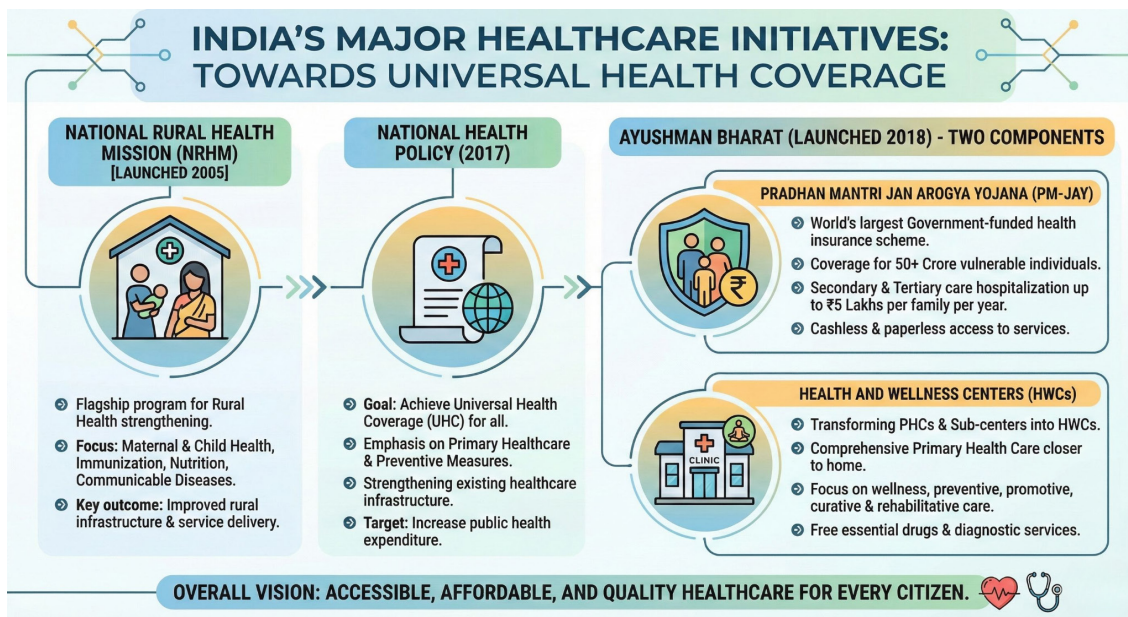 INDIA'S MAJOR HEALTHCARE INITIATIVES:
TOWARDS UNIVERSAL HEALTH COVERAGE
NATIONAL RURAL HEALTH
MISSION (NRHM)
[LAUNCHED 2005]
Flagship program for Rural
Health strengthening.
Focus: Maternal & Child Health,
Immunization, Nutrition,
Communicable Diseases.
Key outcome: Improved rural
infrastructure & service delivery.
NATIONAL HEALTH
POLICY (2017)
Goal: Achieve Universal Health
Coverage (UHC) for all.
Emphasis on Primary Healthcare
& Preventive Measures.
Strengthening existing healthcare
infrastructure.
Target: Increase public health
expenditure.
AYUSHMAN BHARAT (LAUNCHED 2018) - TWO COMPONENTS
PRADHAN MANTRI JAN AROGYA YOJANA (PM-JAY)
₹
World's largest Government-funded health
insurance scheme.
Coverage for 50+ Crore vulnerable individuals.
Secondary & Tertiary care hospitalization up
to ₹5 Lakhs per family per year.
Cashless & paperless access to services.
HEALTH AND WELLNESS CENTERS (HWCs)
CLINIC
Transforming PHCs & Sub-centers into HWCs.
Comprehensive Primary Health Care closer
to home.
Focus on wellness, preventive, promotive,
curative & rehabilitative care.
Free essential drugs & diagnostic services.
OVERALL VISION: ACCESSIBLE, AFFORDABLE, AND QUALITY HEALTHCARE FOR EVERY CITIZEN.